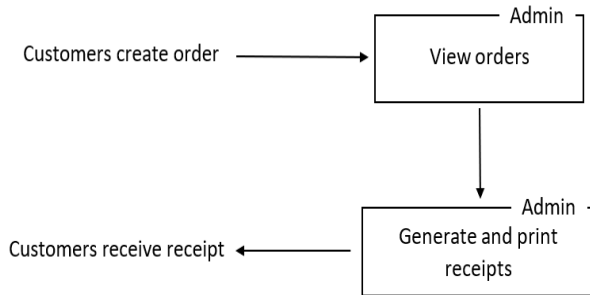 Admin
Customers create order
View orders
Admin
Generate and print
Customers receive receipt
receipts